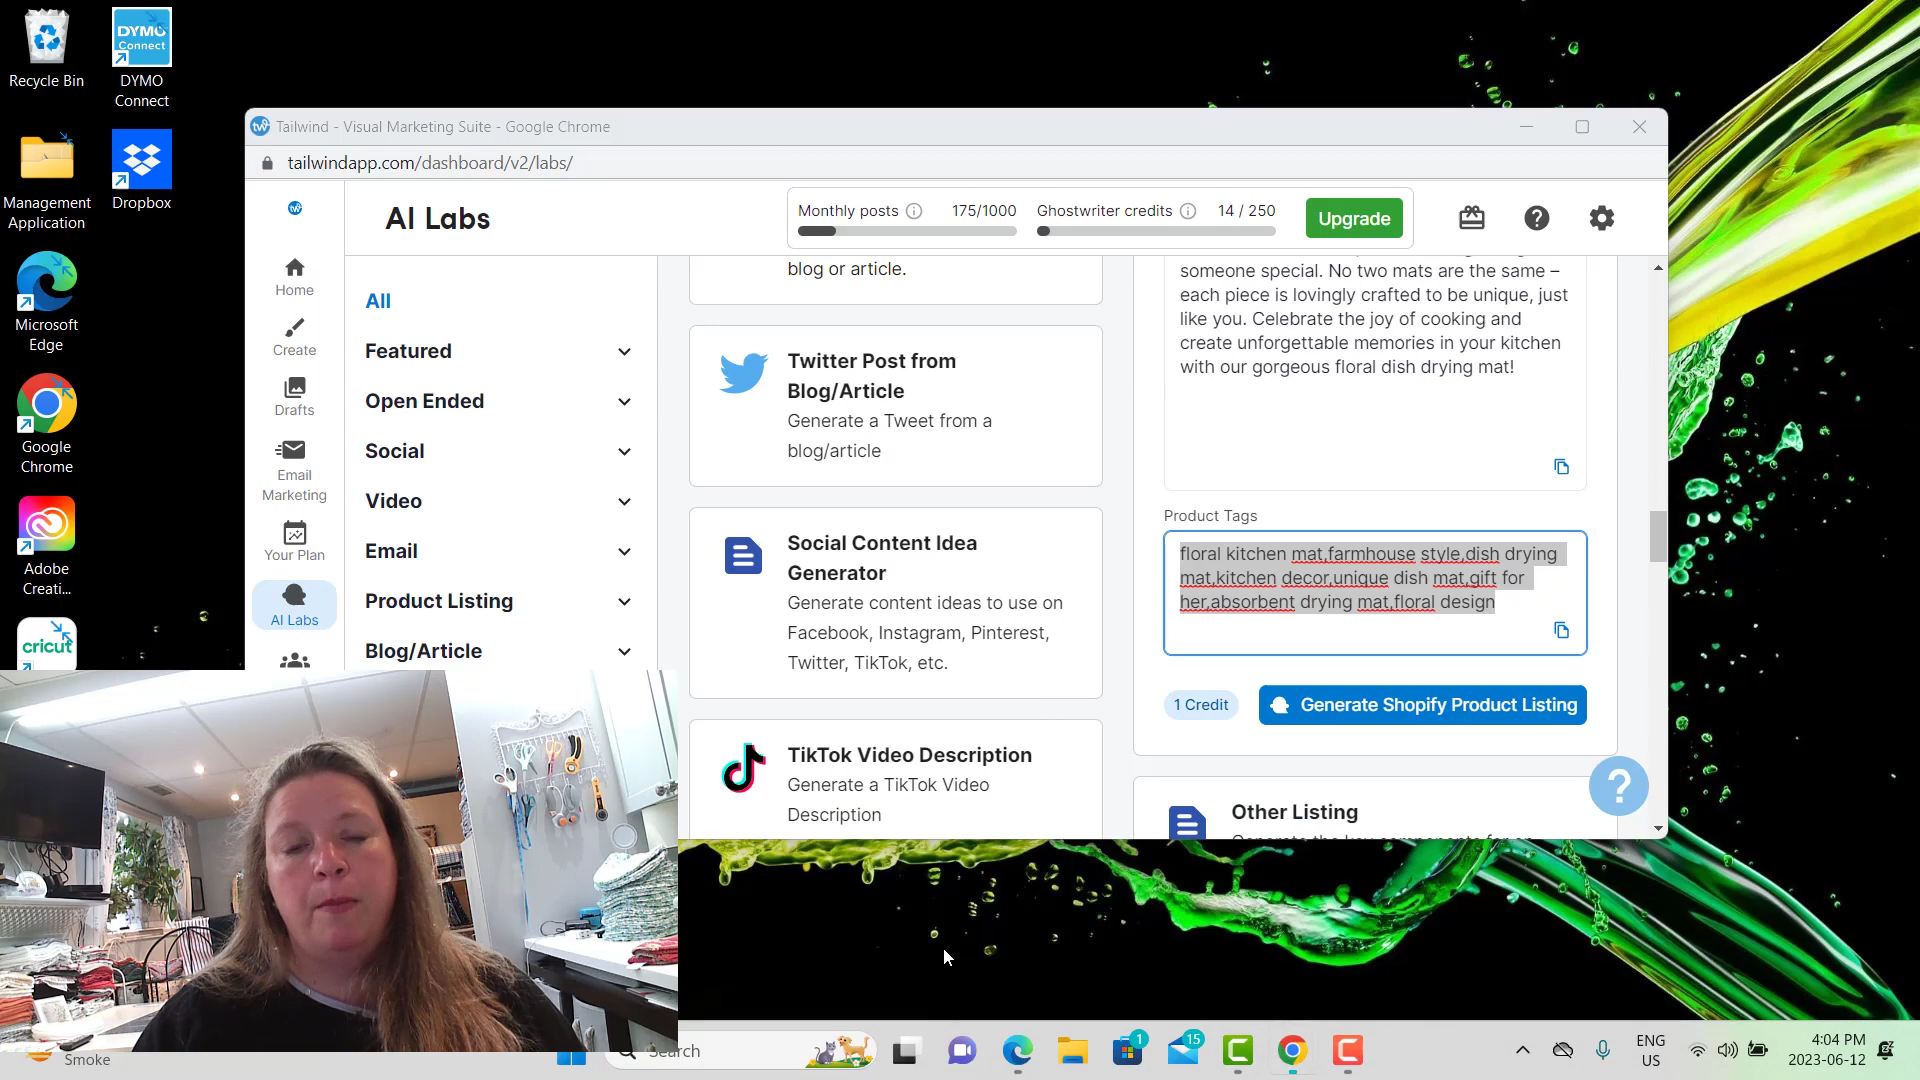 Recycle Bin
DYMO
Connect
DYMO
Connect
Management
Application
Dropbox
Microsoft
Edge
Google
Chrome
Adobe
Creati...
cricut
Tailwind - Visual Marketing Suite - Google Chrome
tailwindapp.com/dashboard/v2/labs/
tw
AI Labs
Monthly posts 175/1000
Ghostwriter credits 14 / 250
Upgrade
Home
Create
Drafts
Email
Marketing
Your Plan
AI Labs
All
Featured
Open Ended
Social
Video
Email
Product Listing
Blog/Article
blog or article.
Twitter Post from
Blog/Article
Generate a Tweet from a
blog/article
Social Content Idea
Generator
Generate content ideas to use on
Facebook, Instagram, Pinterest,
Twitter, TikTok, etc.
TikTok Video Description
Generate a TikTok Video
Description
someone special. No two mats are the same –
each piece is lovingly crafted to be unique, just
like you. Celebrate the joy of cooking and
create unforgettable memories in your kitchen
with our gorgeous floral dish drying mat!
Product Tags
floral kitchen mat,farmhouse style,dish drying
mat,kitchen decor,unique dish mat,gift for
her,absorbent drying mat,floral design
1 Credit
Generate Shopify Product Listing
Other Listing
Smoke
Search
1
15
ENG
US
4:04 PM
2023-06-12